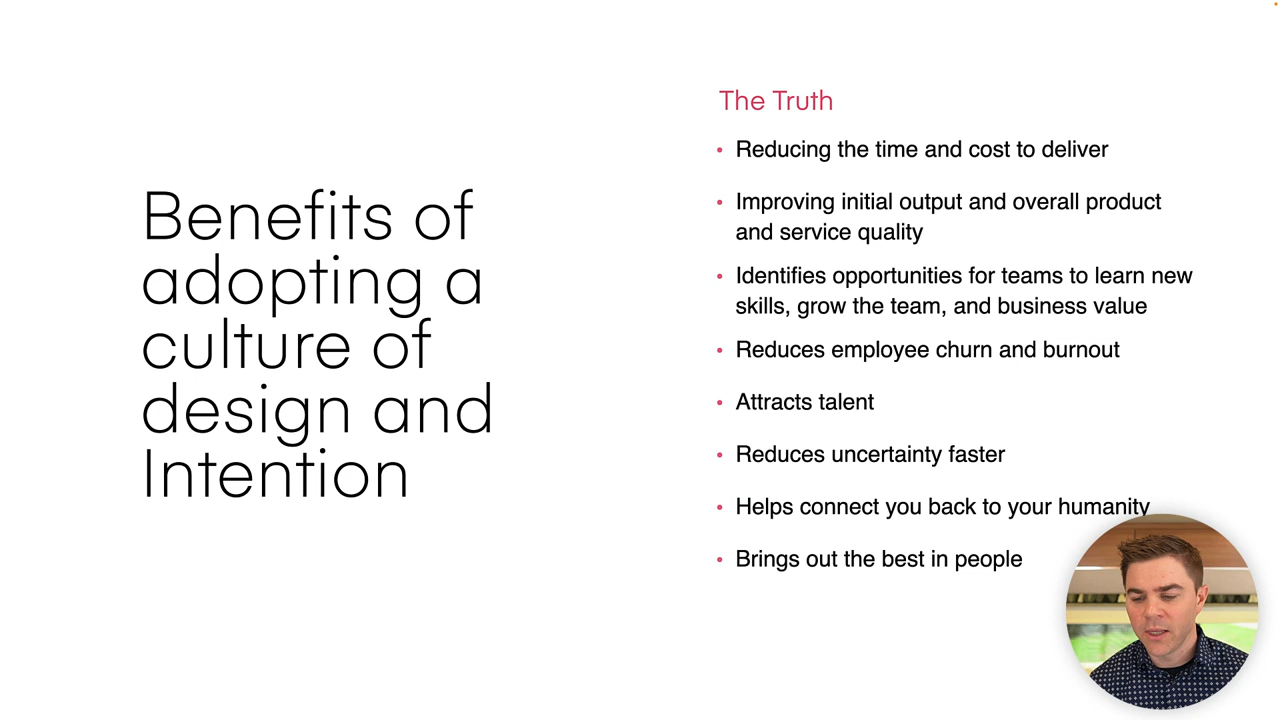 Benefits of
adopting a
culture of
design and
Intention
The Truth
• Reducing the time and cost to deliver
• Improving initial output and overall product
and service quality
• Identifies opportunities for teams to learn new
skills, grow the team, and business value
• Reduces employee churn and burnout
• Attracts talent
• Reduces uncertainty faster
• Helps connect you back to your humanity
• Brings out the best in people